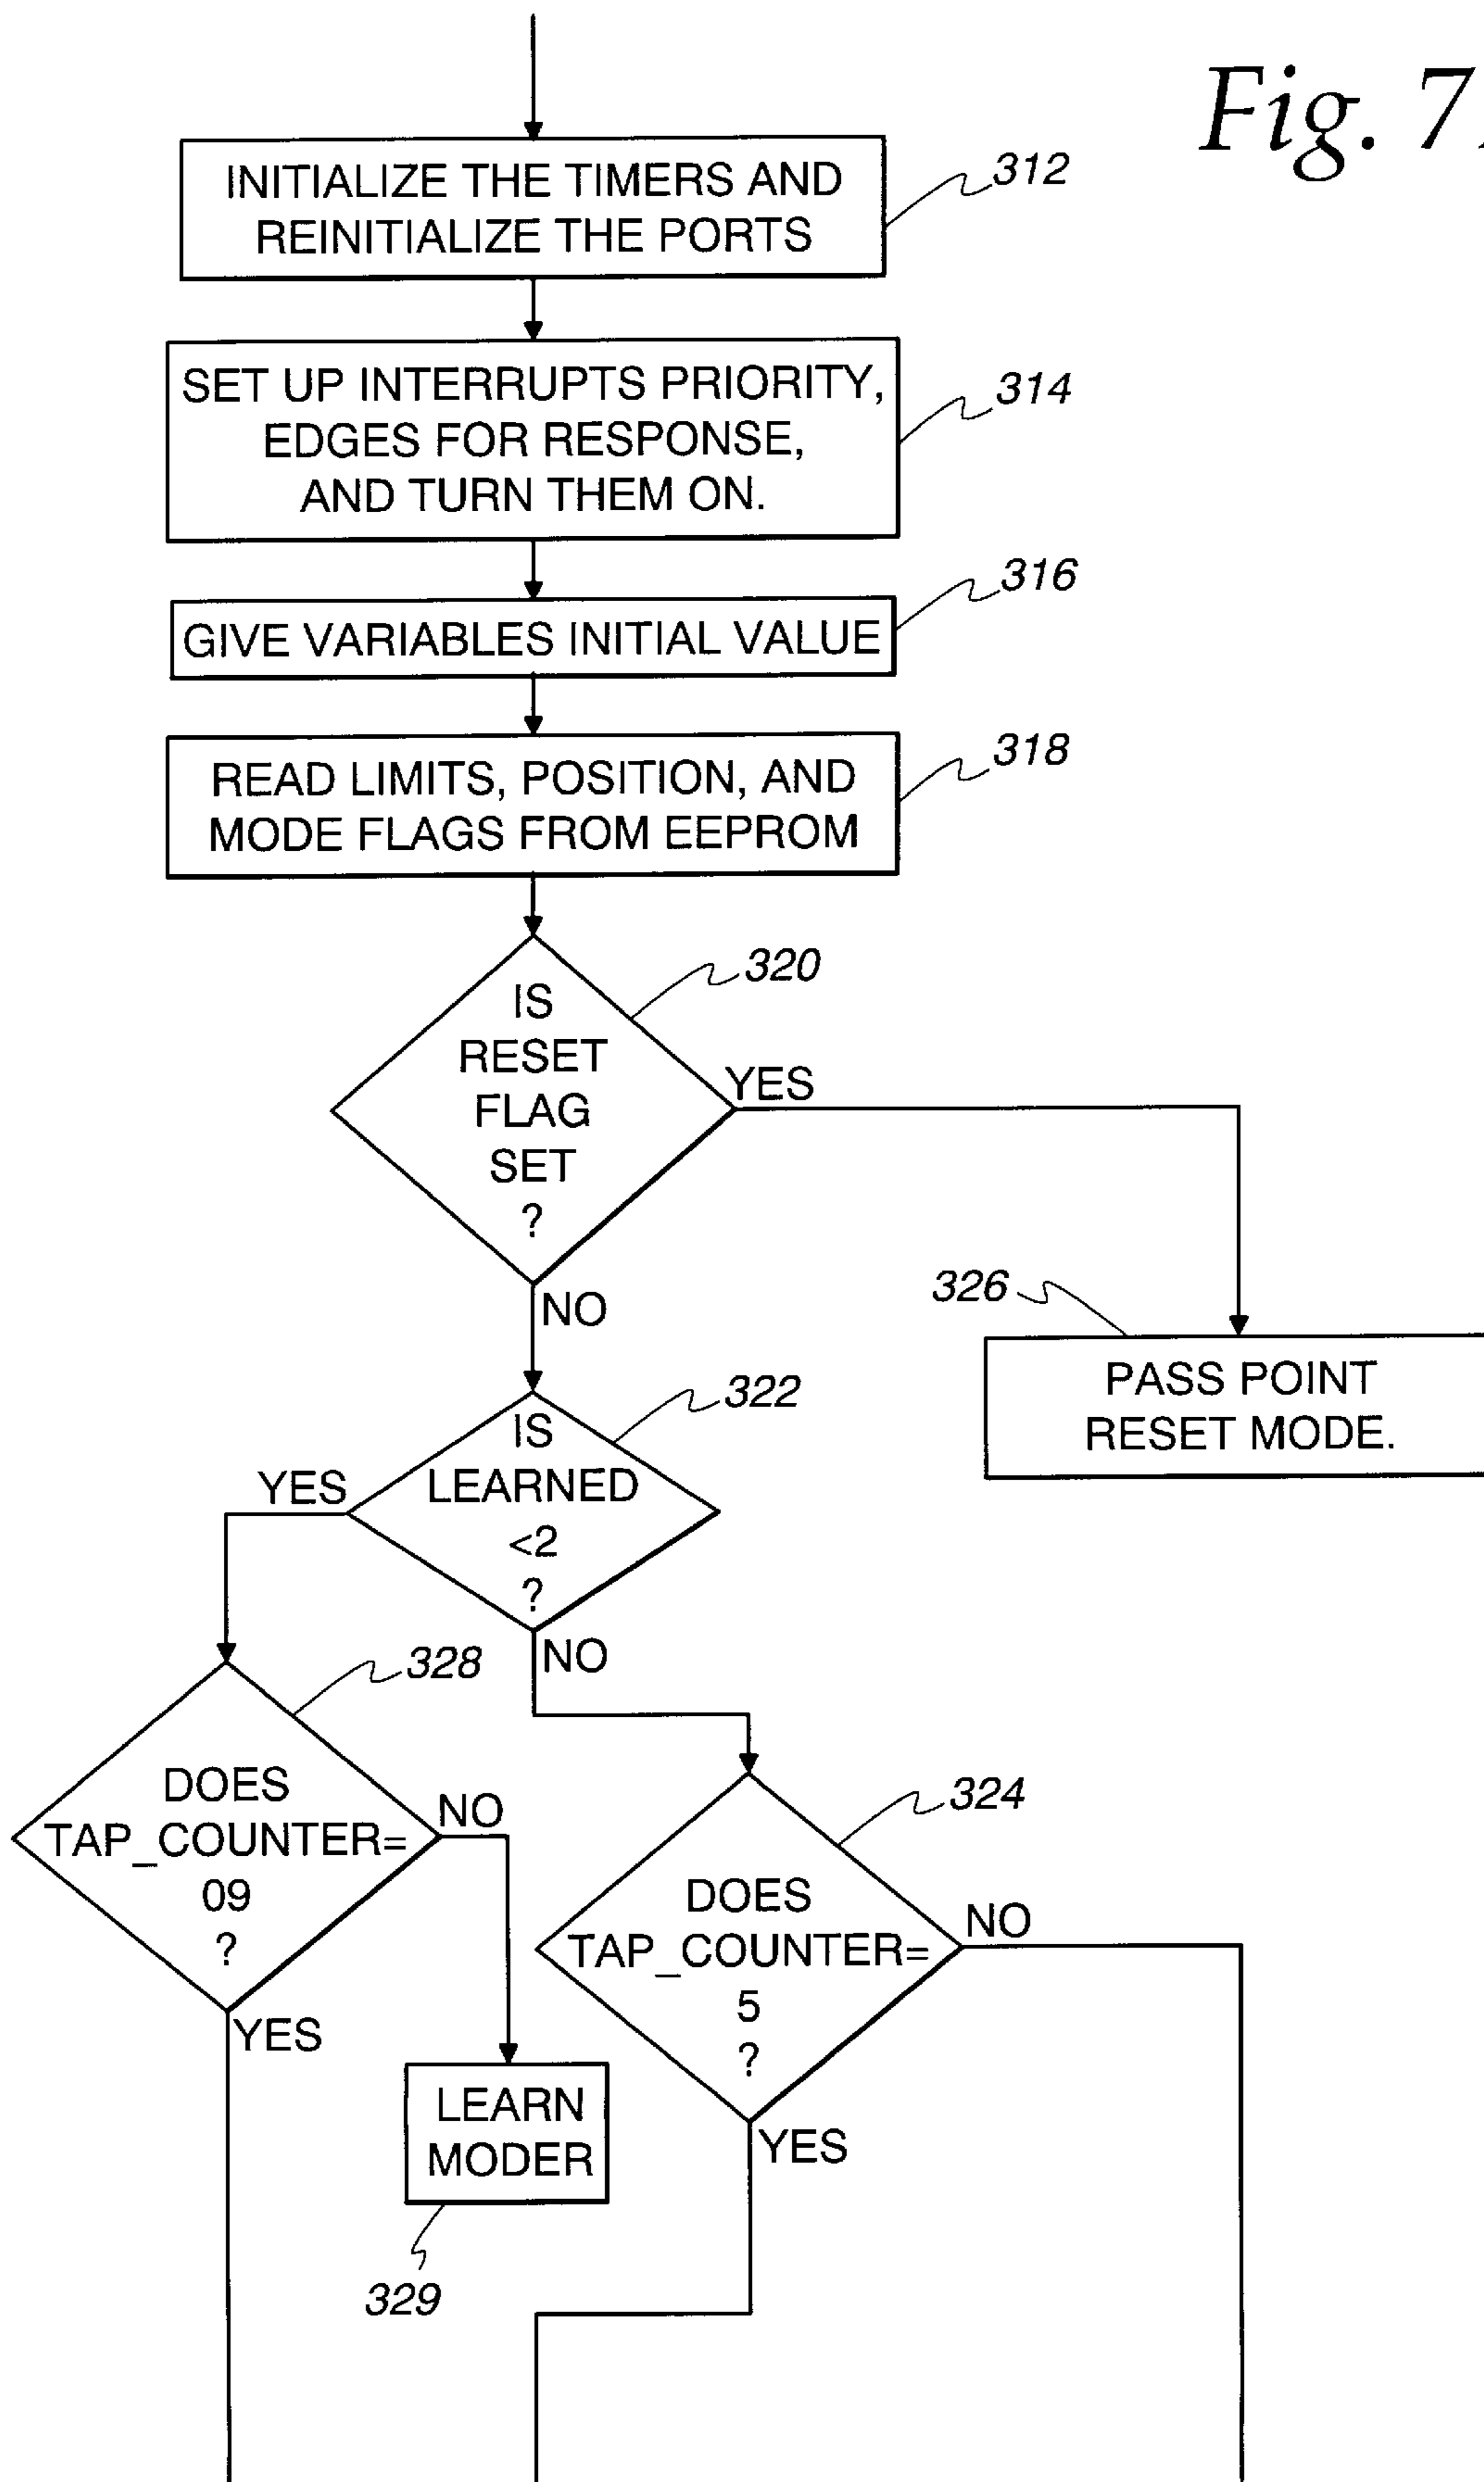 Fig. 7
INITIALIZE THE TIMERS AND
REINITIALIZE THE PORTS
312
SET UP INTERRUPTS PRIORITY,
EDGES FOR RESPONSE,
AND TURN THEM ON.
314
GIVE VARIABLES INITIAL VALUE
316
READ LIMITS, POSITION, AND
MODE FLAGS FROM EEPROM
318
IS
RESET
FLAG
SET
?
320
YES
NO
326
PASS POINT
RESET MODE.
IS
LEARNED
<2
?
322
YES
NO
328
DOES
TAP_COUNTER=
09
?
NO
YES
324
DOES
TAP_COUNTER=
5
?
NO
YES
LEARN
MODER
329